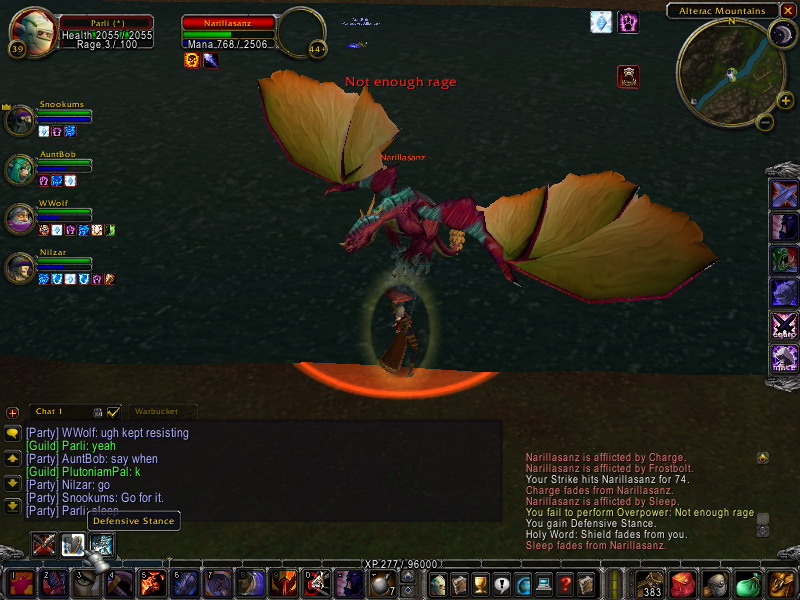 Parli (*)
Health 2055 / 2055
Rage 3 / 100
39
Narillasanz
Mana 768 / 2506
44+
AuntBob
Alterac Mountains
N
Not enough rage
Narillasanz
Snookums
AuntBob
WWolf
Nilzar
Chat 1
Warbucket
[Party] WWolf: ugh kept resisting
[Guild] Parli: yeah
[Party] AuntBob: say when
[Guild] PlutoniamPal: k
[Party] Nilzar: go
[Party] Snookums: Go for it.
[Party] Parli: sleep
Defensive Stance
Narillasanz is afflicted by Charge.
Narillasanz is afflicted by Frostbolt.
Your Strike hits Narillasanz for 74.
Charge fades from Narillasanz.
Narillasanz is afflicted by Sleep.
You fail to perform Overpower: Not enough rage
You gain Defensive Stance.
Holy Word: Shield fades from you.
Sleep fades from Narillasanz.
XP 277 / 96000
7
383